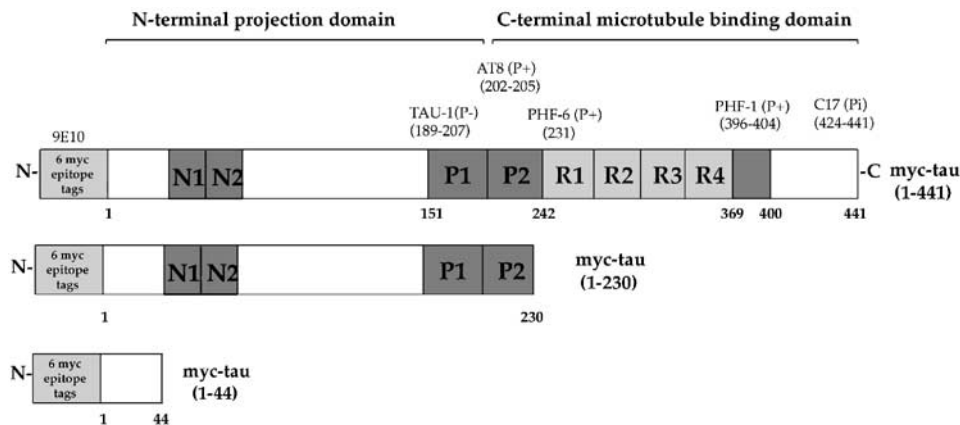 N-terminal projection domain
C-terminal microtubule binding domain
AT8 (P+)
(202-205)
TAU-1(P-)
(189-207)
PHF-6 (P+)
(231)
PHF-1 (P+)
(396-404)
C17 (Pi)
(424-441)
9E10
N-
6 myc
epitope
tags
N1
N2
P1
P2
R1
R2
R3
R4
-C
myc-tau
(1-441)
1
151
242
369
400
441
N-
6 myc
epitope
tags
N1
N2
P1
P2
myc-tau
(1-230)
1
230
N-
6 myc
epitope
tags
myc-tau
(1-44)
1
44